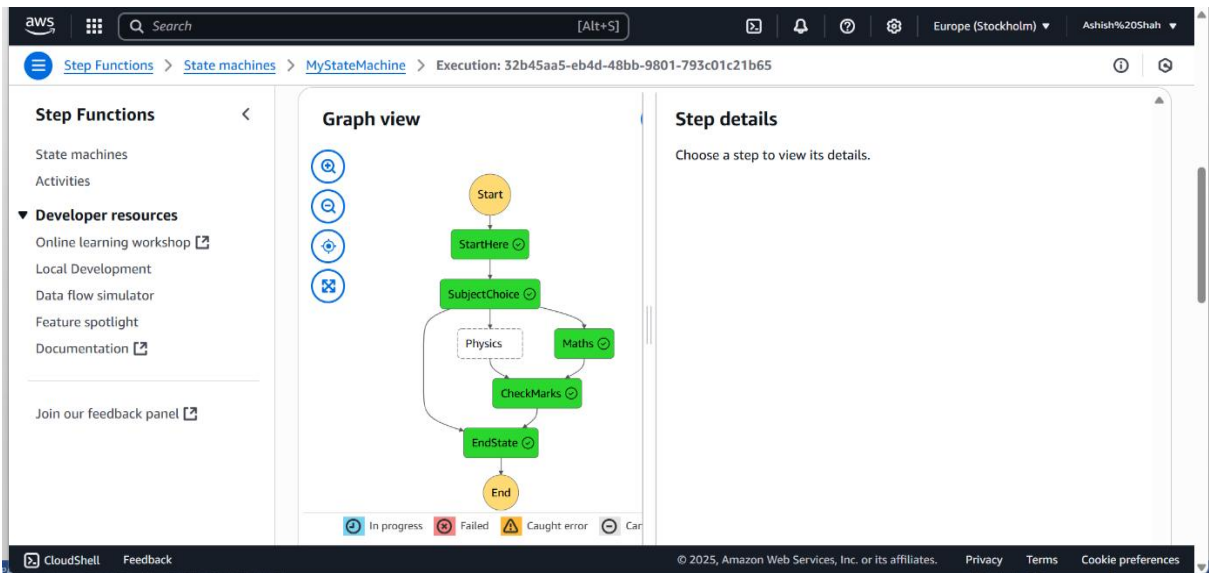 aws
Search
[Alt+S]
Europe (Stockholm) ▼
Ashish%20Shah ▼
Step Functions > State machines > MyStateMachine > Execution: 32b45aa5-eb4d-48bb-9801-793c01c21b65
Step Functions
State machines
Activities
▼ Developer resources
Online learning workshop
Local Development
Data flow simulator
Feature spotlight
Documentation
Join our feedback panel
Graph view
Start
StartHere
SubjectChoice
Physics
Maths
CheckMarks
EndState
End
In progress Failed Caught error Car
Step details
Choose a step to view its details.
CloudShell Feedback
© 2025, Amazon Web Services, Inc. or its affiliates. Privacy Terms Cookie preferences